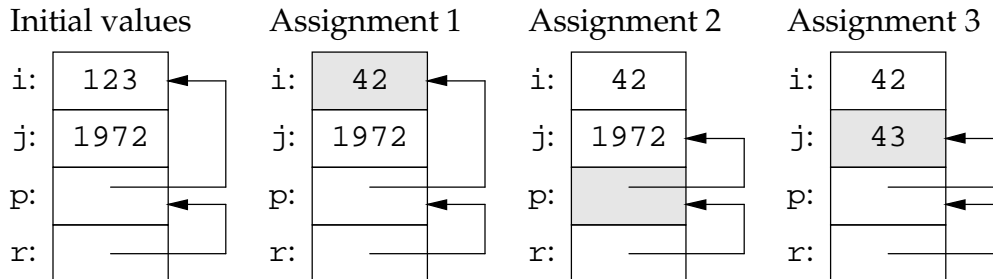 Initial values Assignment 1 Assignment 2 Assignment 3
i: 123 i: 42 i: 42 i: 42
j: 1972 j: 1972 j: 1972 j: 43
p: p: p: p:
r: r: r: r: